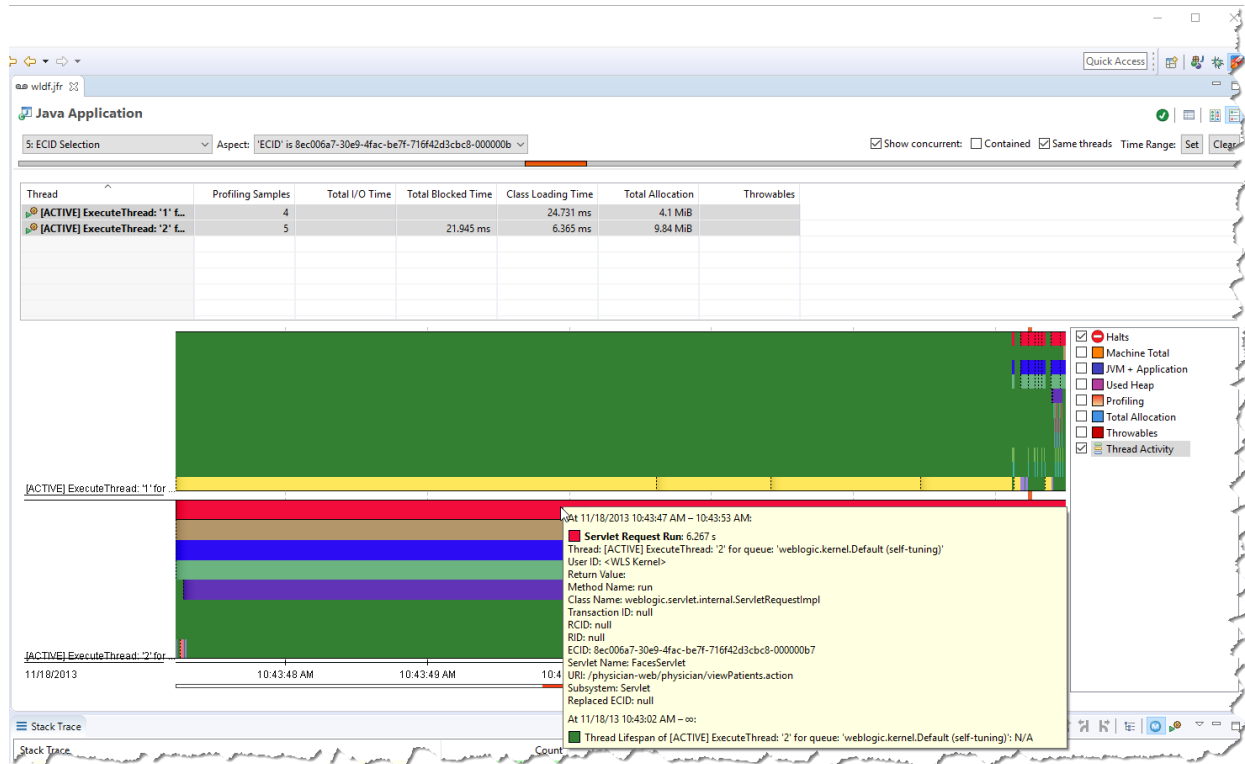 Quick Access
wldf.jfr
Java Application
5: ECID Selection
Aspect:
'ECID' is 8ec006a7-30e9-4fac-be7f-716f42d3cbc8-000000b
Show concurrent:
Contained
Same threads
Time Range:
Set
Clear
Thread Profiling Samples Total I/O Time Total Blocked Time Class Loading Time Total Allocation Throwables
[ACTIVE] ExecuteThread: '1' f... 4 24.731 ms 4.1 MiB
[ACTIVE] ExecuteThread: '2' f... 5 21.945 ms 6.365 ms 9.84 MiB
Halts
Machine Total
JVM + Application
Used Heap
Profiling
Total Allocation
Throwables
Thread Activity
[ACTIVE] ExecuteThread: '1' for ...
At 11/18/2013 10:43:47 AM – 10:43:53 AM:
Servlet Request Run: 6.267 s
Thread: [ACTIVE] ExecuteThread: '2' for queue: 'weblogic.kernel.Default (self-tuning)'
User ID: <WLS Kernel>
Return Value:
Method Name: run
Class Name: weblogic.servlet.internal.ServletRequestImpl
Transaction ID: null
RCID: null
RID: null
ECID: 8ec006a7-30e9-4fac-be7f-716f42d3cbc8-000000b7
Servlet Name: FacesServlet
URI: /physician-web/physician/viewPatients.action
Subsystem: Servlet
Replaced ECID: null
At 11/18/13 10:43:02 AM – ∞:
Thread Lifespan of [ACTIVE] ExecuteThread: '2' for queue: 'weblogic.kernel.Default (self-tuning)': N/A
[ACTIVE] ExecuteThread: '2' for ...
11/18/2013 10:43:48 AM 10:43:49 AM 10:4
Stack Trace
Stack Trace Count